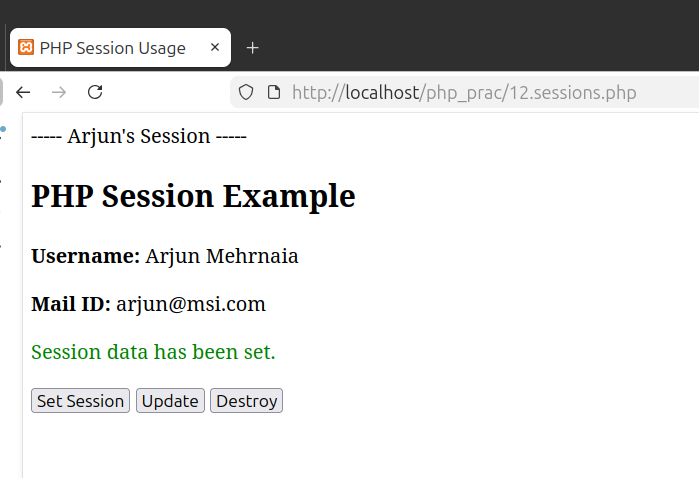 PHP Session Usage
http://localhost/php_prac/12.sessions.php
----- Arjun's Session -----
PHP Session Example
Username: Arjun Mehrnaia
Mail ID: arjun@msi.com
Session data has been set.
Set Session Update Destroy